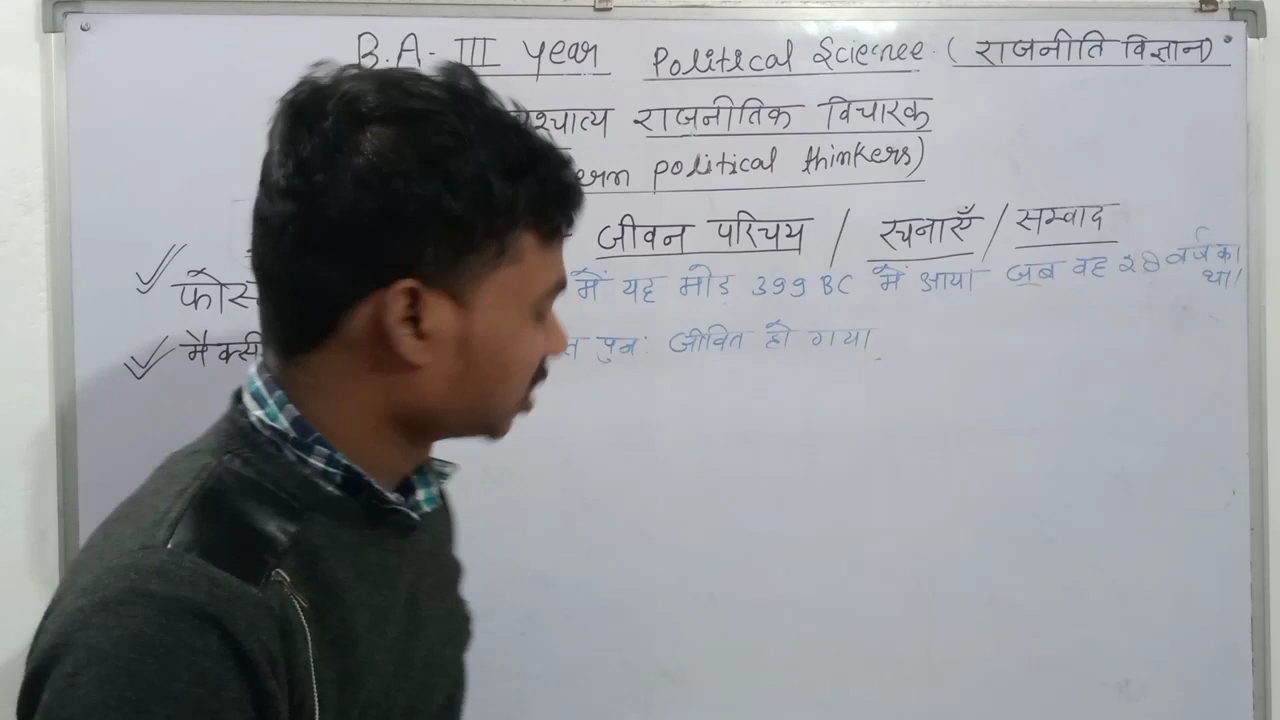 B.A- III year Political Science. (राजनीति विज्ञान)
राजनीतिक विचारक
political thinkers)
जीवन परिचय / रचनाएँ / सम्वाद
में यह मोड 399 BC में आया जब वह 28 वर्ष का था।
पुनः जीवित हो गया